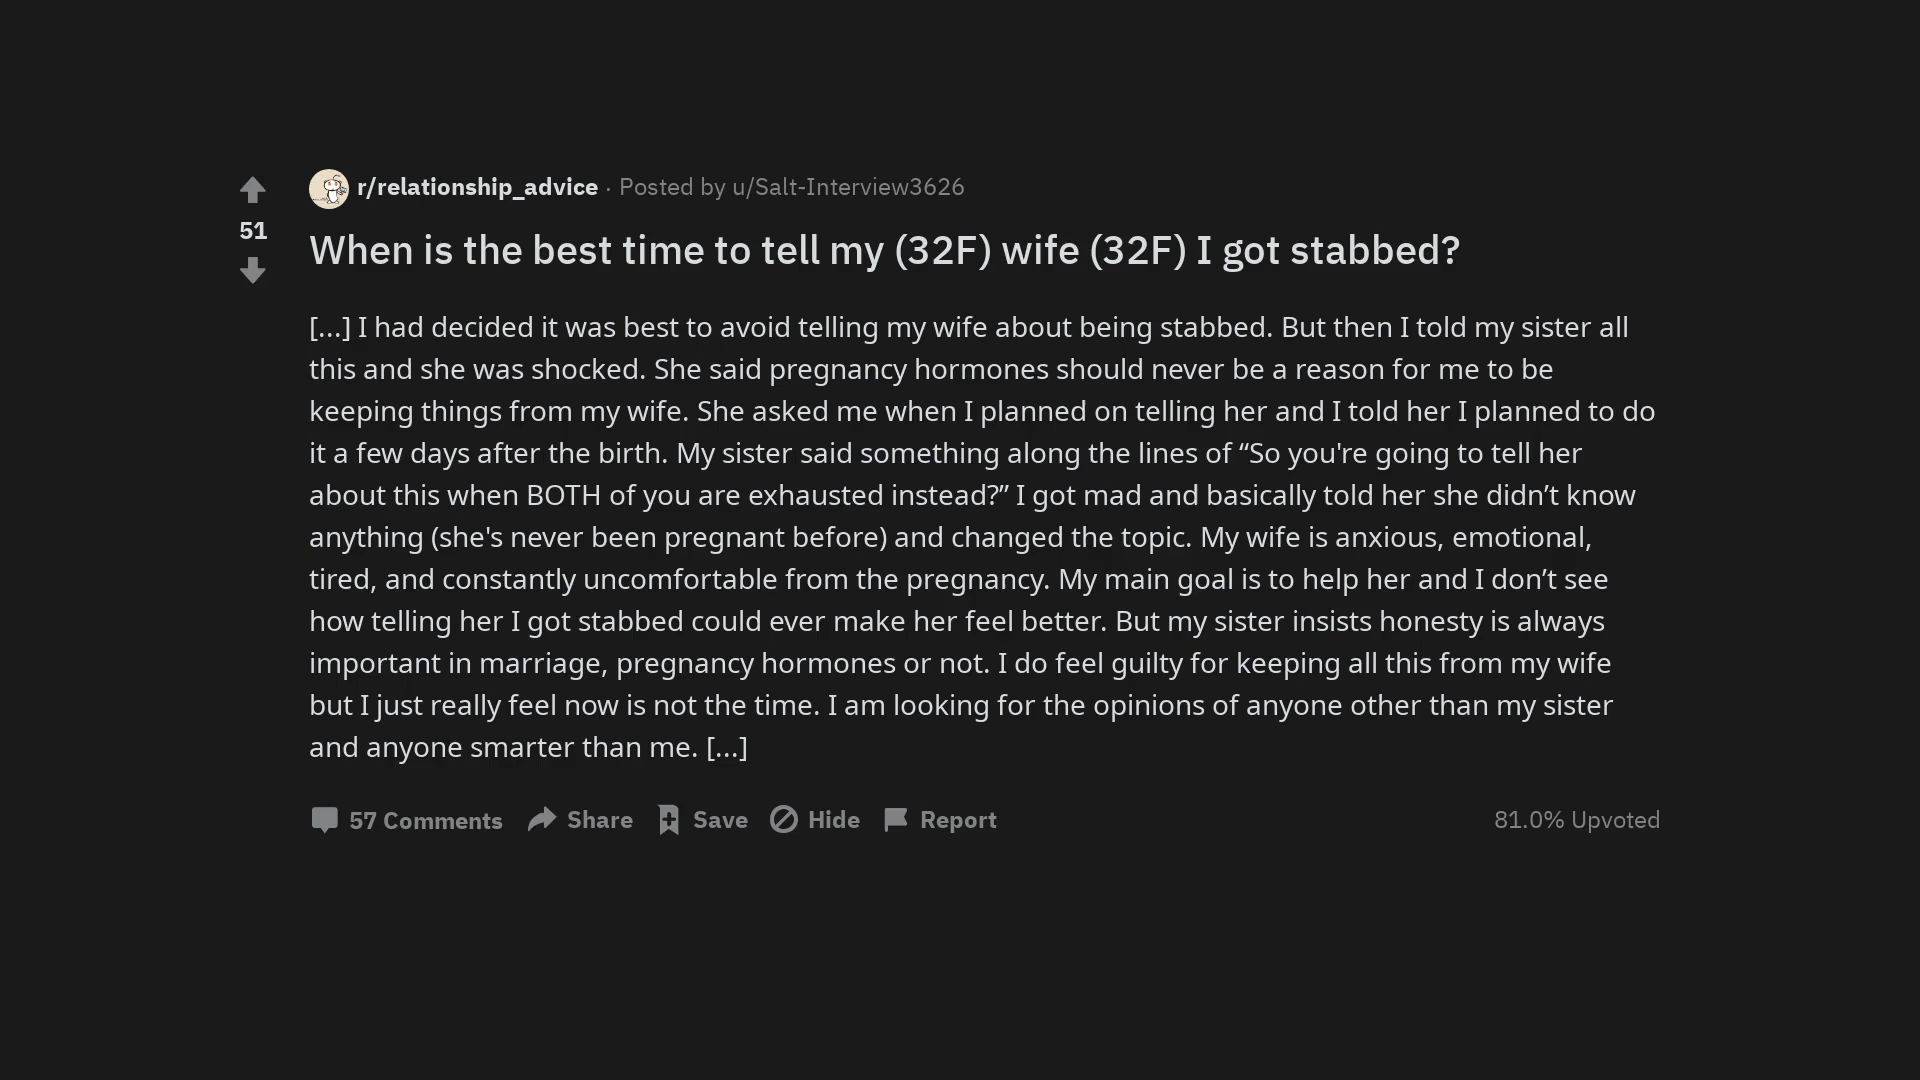 r/relationship_advice · Posted by u/Salt-Interview3626
51
When is the best time to tell my (32F) wife (32F) I got stabbed?
[...] I had decided it was best to avoid telling my wife about being stabbed. But then I told my sister all
this and she was shocked. She said pregnancy hormones should never be a reason for me to be
keeping things from my wife. She asked me when I planned on telling her and I told her I planned to do
it a few days after the birth. My sister said something along the lines of “So you're going to tell her
about this when BOTH of you are exhausted instead?” I got mad and basically told her she didn’t know
anything (she's never been pregnant before) and changed the topic. My wife is anxious, emotional,
tired, and constantly uncomfortable from the pregnancy. My main goal is to help her and I don’t see
how telling her I got stabbed could ever make her feel better. But my sister insists honesty is always
important in marriage, pregnancy hormones or not. I do feel guilty for keeping all this from my wife
but I just really feel now is not the time. I am looking for the opinions of anyone other than my sister
and anyone smarter than me. [...]
57 Comments Share Save Hide Report 81.0% Upvoted